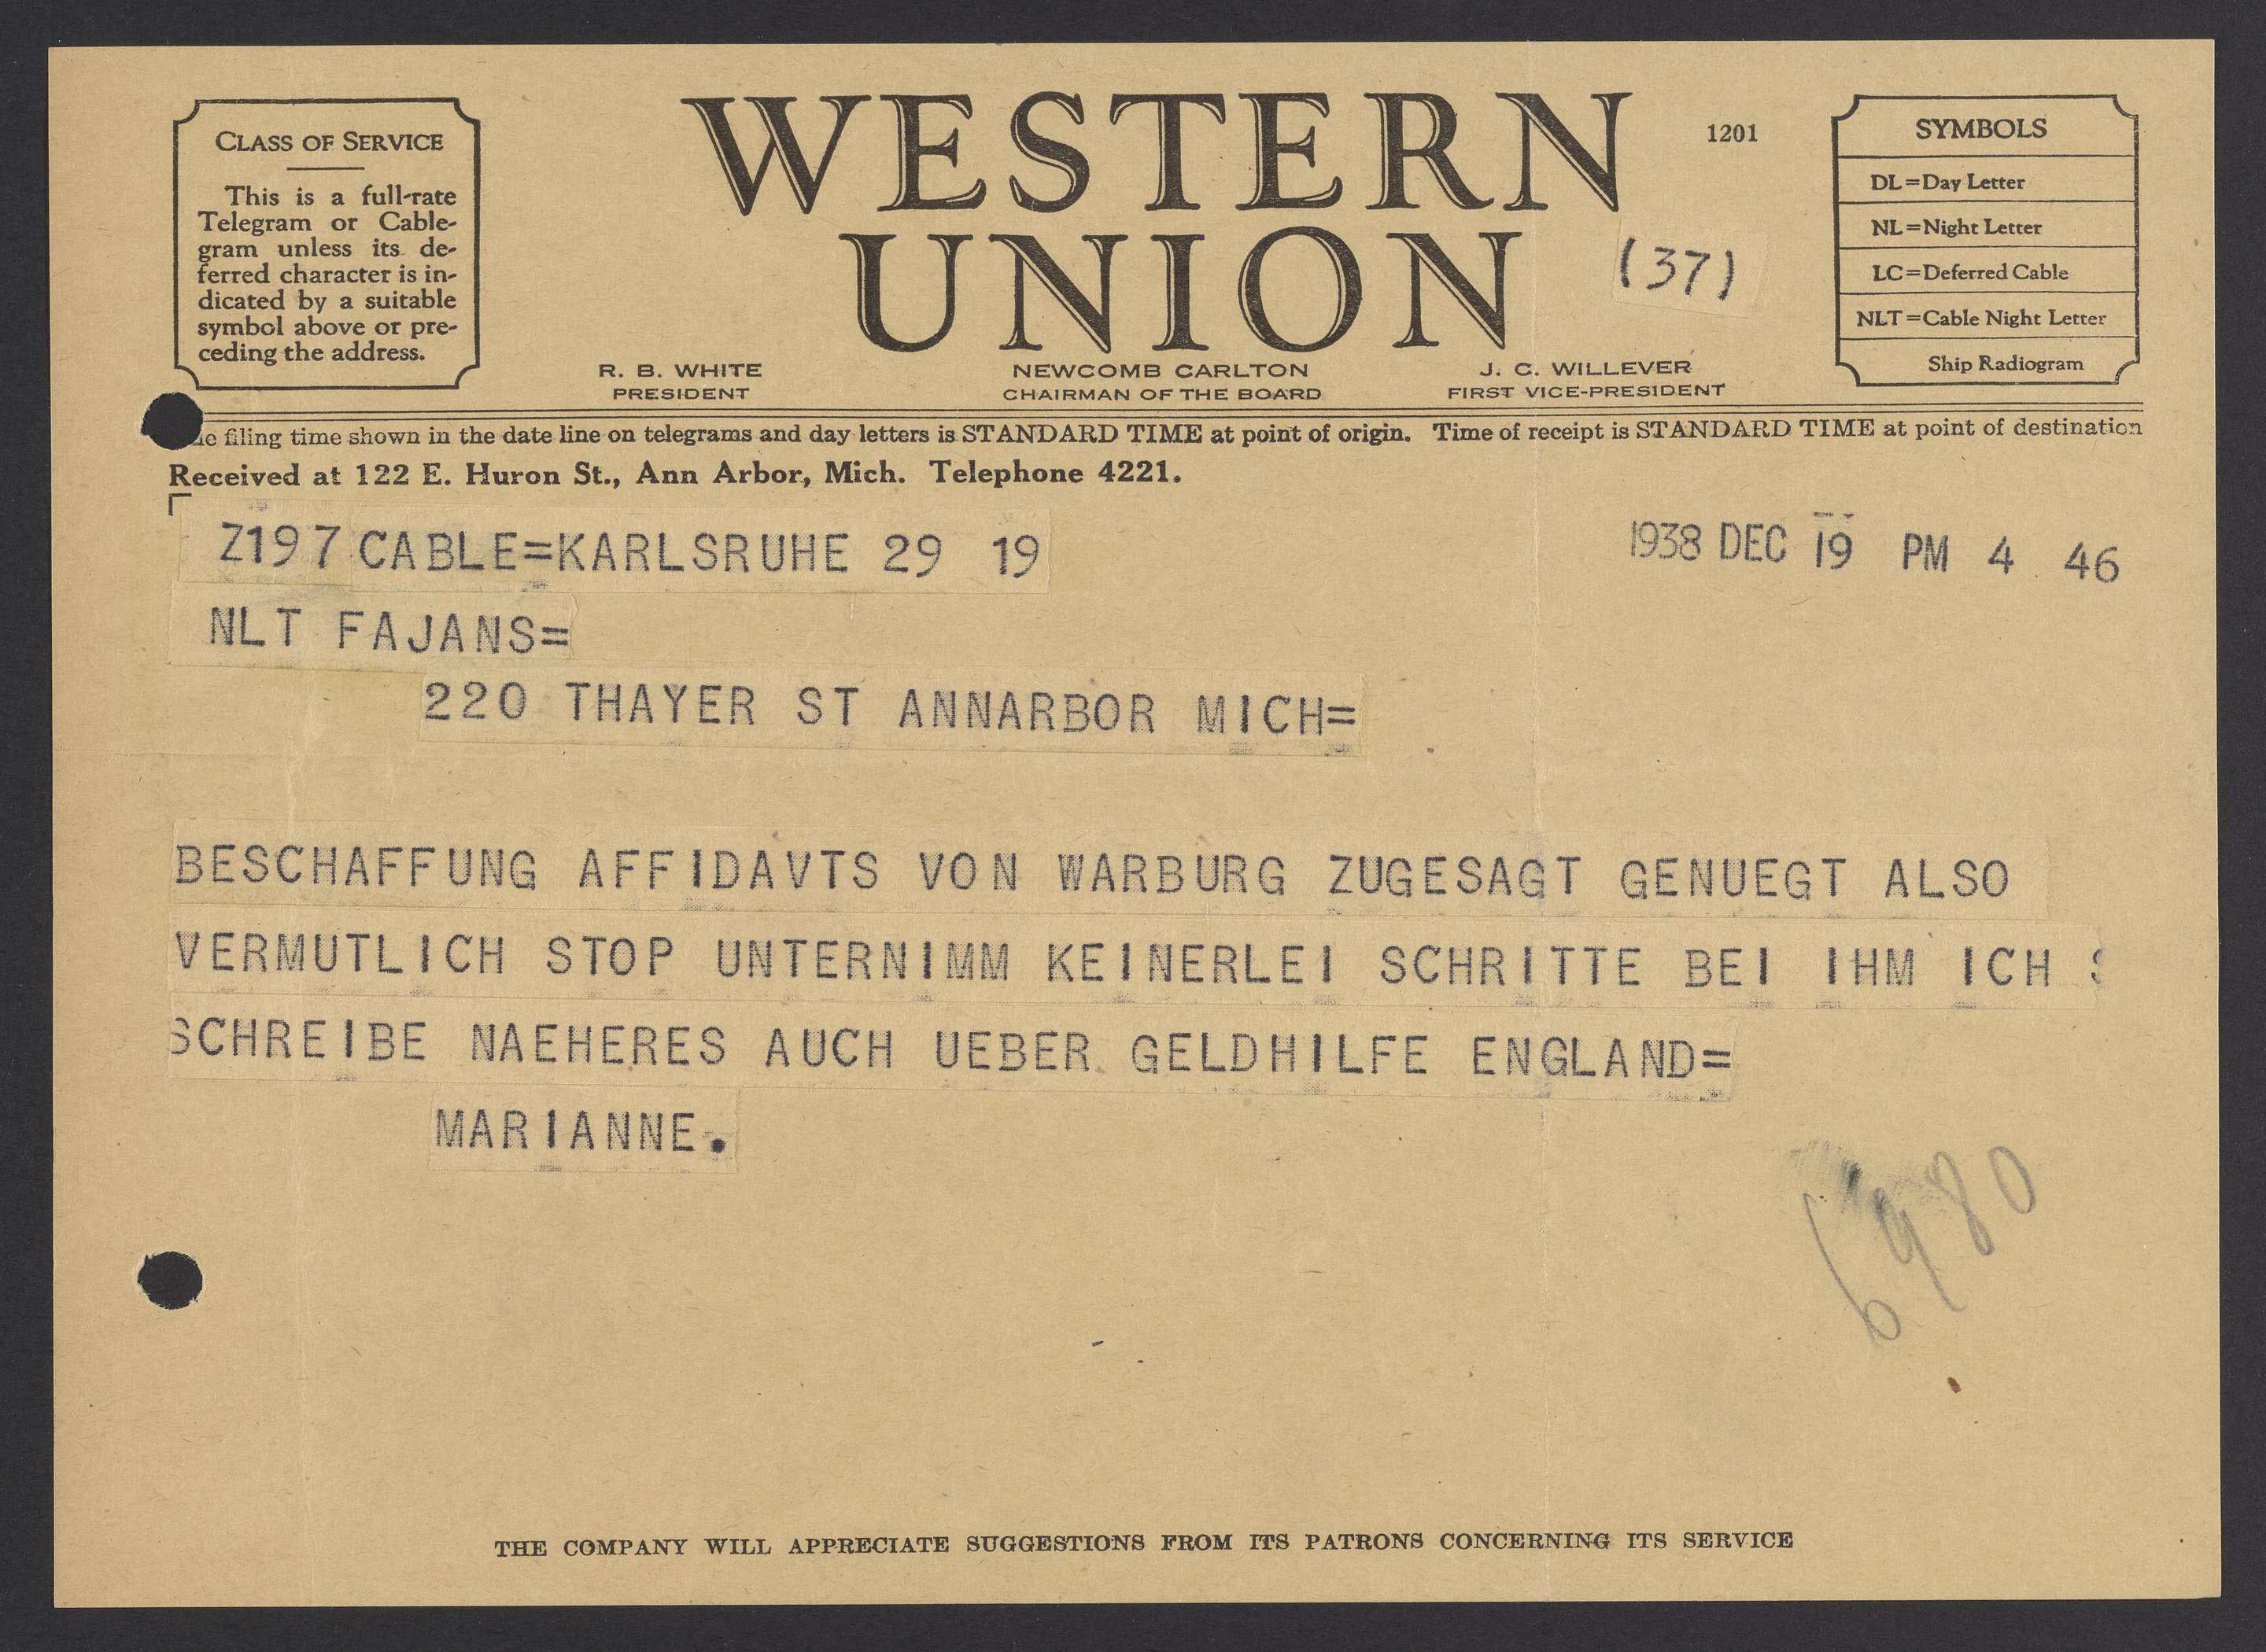 CLASS OF SERVICE
This is a full-rate
Telegram or Cable-
gram unless its de-
ferred character is in-
dicated by a suitable
symbol above or pre-
ceding the address.
WESTERN
UNION
1201
(37)
R. B. WHITE
PRESIDENT
NEWCOMB CARLTON
CHAIRMAN OF THE BOARD
J. C. WILLEVER
FIRST VICE-PRESIDENT
SYMBOLS
DL=Day Letter
NL=Night Letter
LC=Deferred Cable
NLT=Cable Night Letter
Ship Radiogram
filing time shown in the date line on telegrams and day letters is STANDARD TIME at point of origin. Time of receipt is STANDARD TIME at point of destination
Received at 122 E. Huron St., Ann Arbor, Mich. Telephone 4221.
Z197 CABLE=KARLSRUHE 29 19
1938 DEC 19 PM 4 46
NLT FAJANS=
220 THAYER ST ANNARBOR MICH=
BESCHAFFUNG AFFIDAVTS VON WARBURG ZUGESAGT GENUEGT ALSO
VERMUTLICH STOP UNTERNIMM KEINERLEI SCHRITTE BEI IHM ICH S
SCHREIBE NAEHERES AUCH UEBER GELDHILFE ENGLAND=
MARIANNE.
6980
THE COMPANY WILL APPRECIATE SUGGESTIONS FROM ITS PATRONS CONCERNING ITS SERVICE